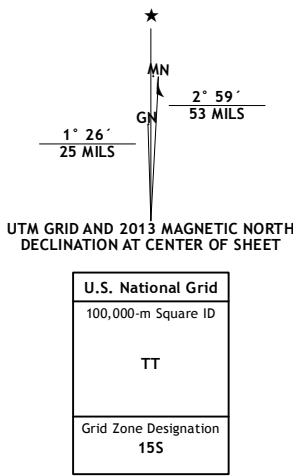 ★
MN
GN
2° 59´
53 MILS
1° 26´
25 MILS
UTM GRID AND 2013 MAGNETIC NORTH
DECLINATION AT CENTER OF SHEET
U.S. National Grid
100,000-m Square ID
TT
Grid Zone Designation
15S